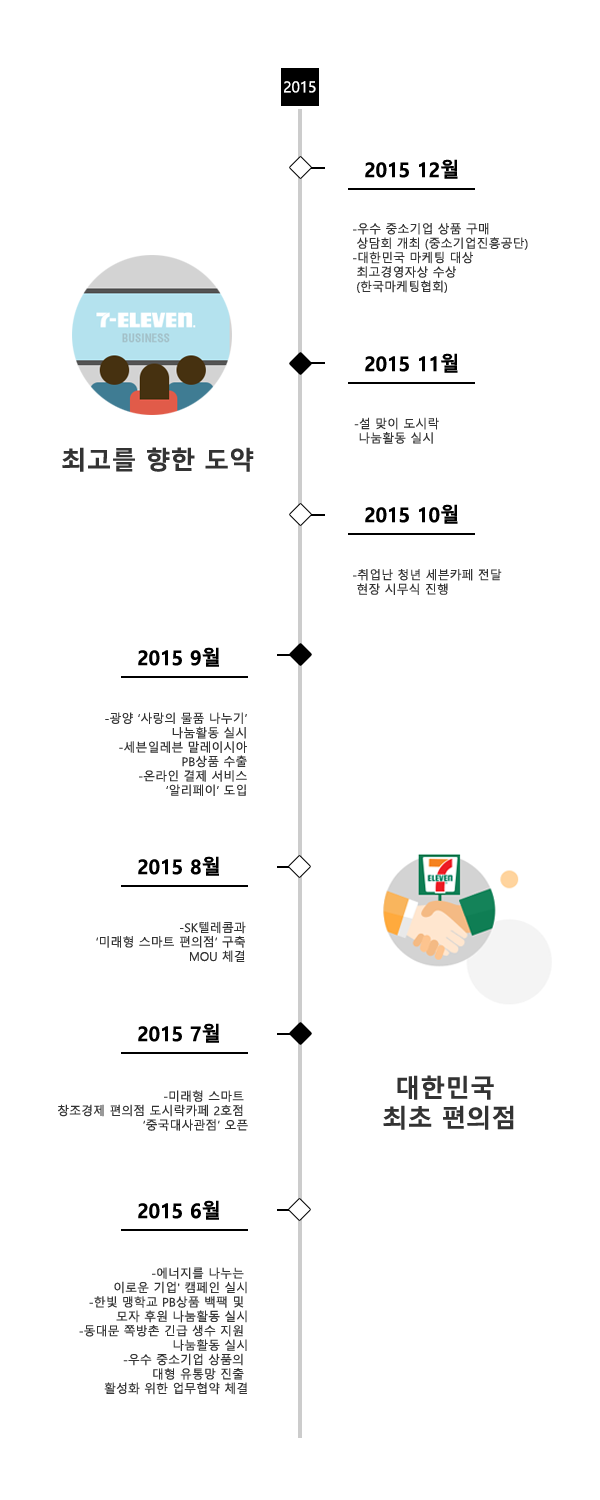 2015
2015 12월
-우수 중소기업 상품 구매
상담회 개최 (중소기업진흥공단)
-대한민국 마케팅 대상
최고경영자상 수상
(한국마케팅협회)
7-ELEVEN.
BUSINESS
최고를 향한 도약
2015 11월
-설 맞이 도시락
나눔활동 실시
2015 10월
-취업난 청년 세븐카페 전달
현장 시무식 진행
2015 9월
-광양 '사랑의 물품 나누기'
나눔활동 실시
-세븐일레븐 말레이시아
PB상품 수출
-온라인 결제 서비스
'알리페이' 도입
2015 8월
-SK텔레콤과
'미래형 스마트 편의점' 구축
MOU 체결
7
ELEVEN
대한민국
최초 편의점
2015 7월
-미래형 스마트
창조경제 편의점 도시락카페 2호점
'중국대사관점' 오픈
2015 6월
-에너지를 나누는
이로운 기업' 캠페인 실시
-한빛 맹학교 PB상품 백팩 및
모자 후원 나눔활동 실시
-동대문 쪽방촌 긴급 생수 지원
나눔활동 실시
-우수 중소기업 상품의
대형 유통망 진출
활성화 위한 업무협약 체결